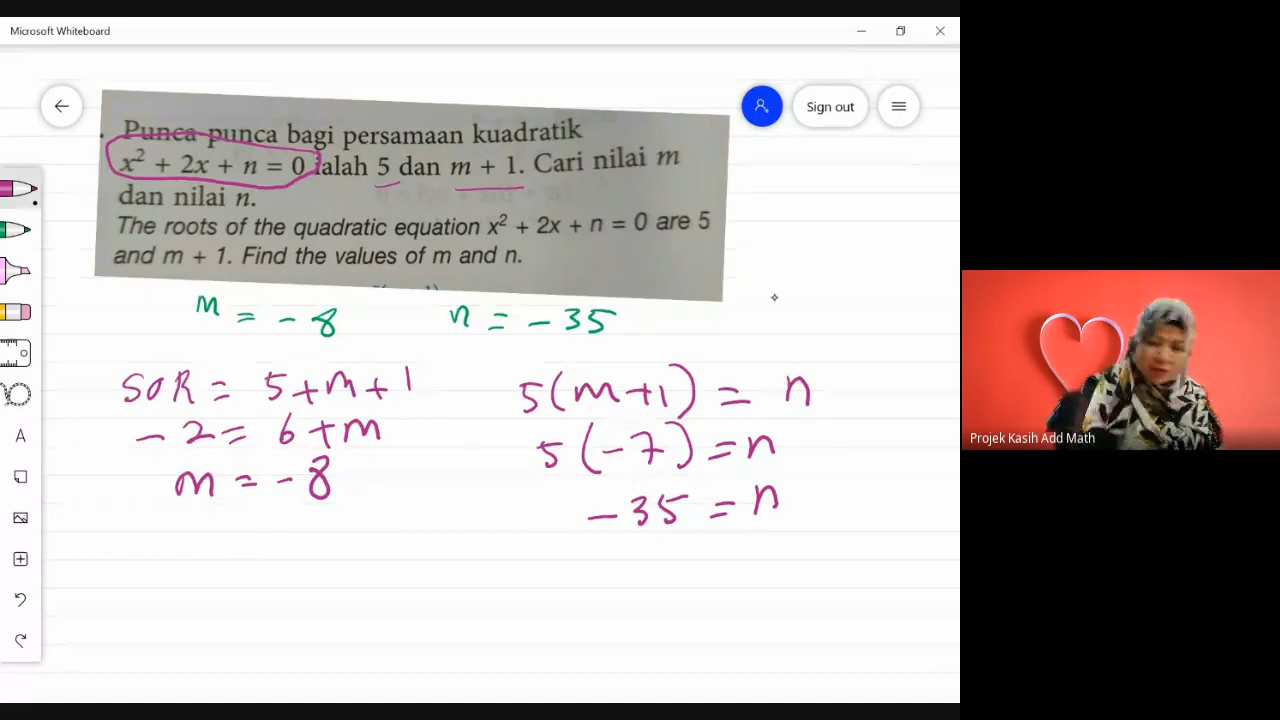 Microsoft Whiteboard
Sign out
Punca punca bagi persamaan kuadratik
x² + 2x + n = 0 ialah 5 dan m + 1. Cari nilai m
dan nilai n.
The roots of the quadratic equation x² + 2x + n = 0 are 5
and m + 1. Find the values of m and n.
m = -8
n = -35
SOR = 5+m+1
-2 = 6+m
m = -8
5(m+1) = n
5(-7) = n
-35 = n
A
Projek Kasih Add Math